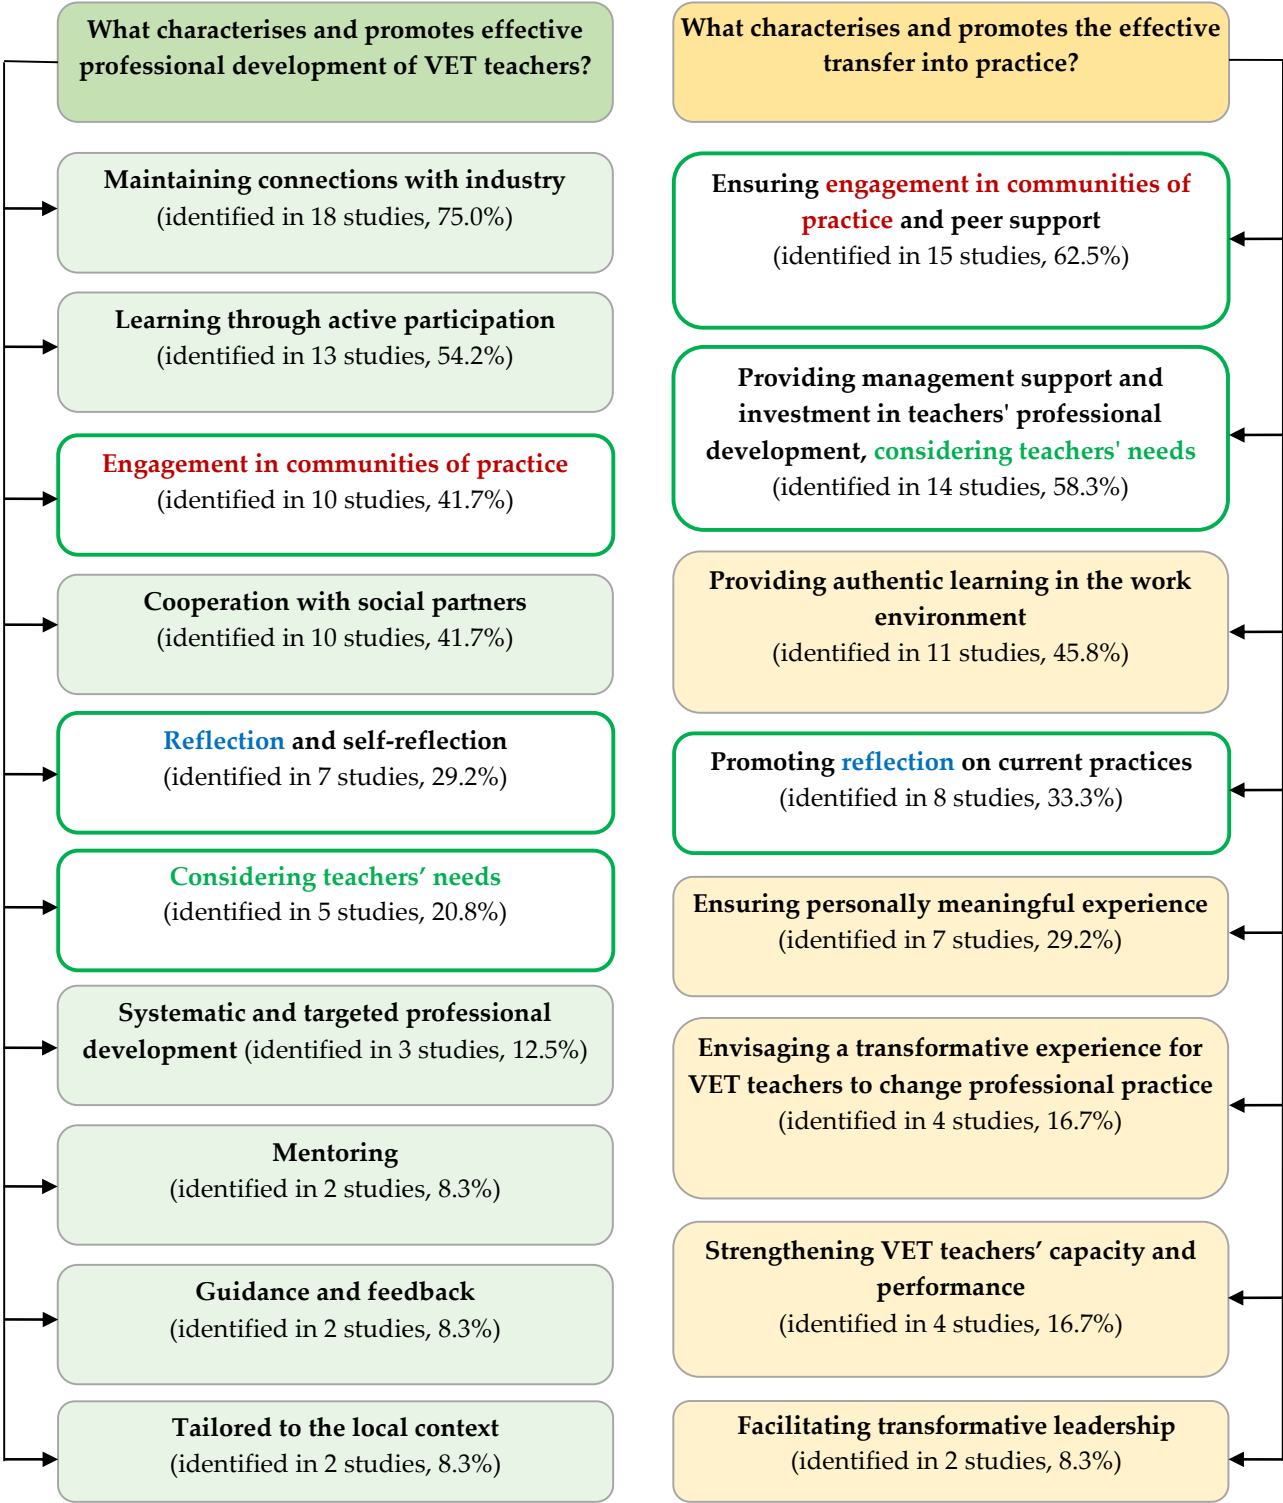 What characterises and promotes effective
professional development of VET teachers?
Maintaining connections with industry
(identified in 18 studies, 75.0%)
Learning through active participation
(identified in 13 studies, 54.2%)
Engagement in communities of practice
(identified in 10 studies, 41.7%)
Cooperation with social partners
(identified in 10 studies, 41.7%)
Reflection and self-reflection
(identified in 7 studies, 29.2%)
Considering teachers’ needs
(identified in 5 studies, 20.8%)
Systematic and targeted professional
development (identified in 3 studies, 12.5%)
Mentoring
(identified in 2 studies, 8.3%)
Guidance and feedback
(identified in 2 studies, 8.3%)
Tailored to the local context
(identified in 2 studies, 8.3%)
What characterises and promotes the effective
transfer into practice?
Ensuring engagement in communities of
practice and peer support
(identified in 15 studies, 62.5%)
Providing management support and
investment in teachers' professional
development, considering teachers' needs
(identified in 14 studies, 58.3%)
Providing authentic learning in the work
environment
(identified in 11 studies, 45.8%)
Promoting reflection on current practices
(identified in 8 studies, 33.3%)
Ensuring personally meaningful experience
(identified in 7 studies, 29.2%)
Envisaging a transformative experience for
VET teachers to change professional practice
(identified in 4 studies, 16.7%)
Strengthening VET teachers’ capacity and
performance
(identified in 4 studies, 16.7%)
Facilitating transformative leadership
(identified in 2 studies, 8.3%)